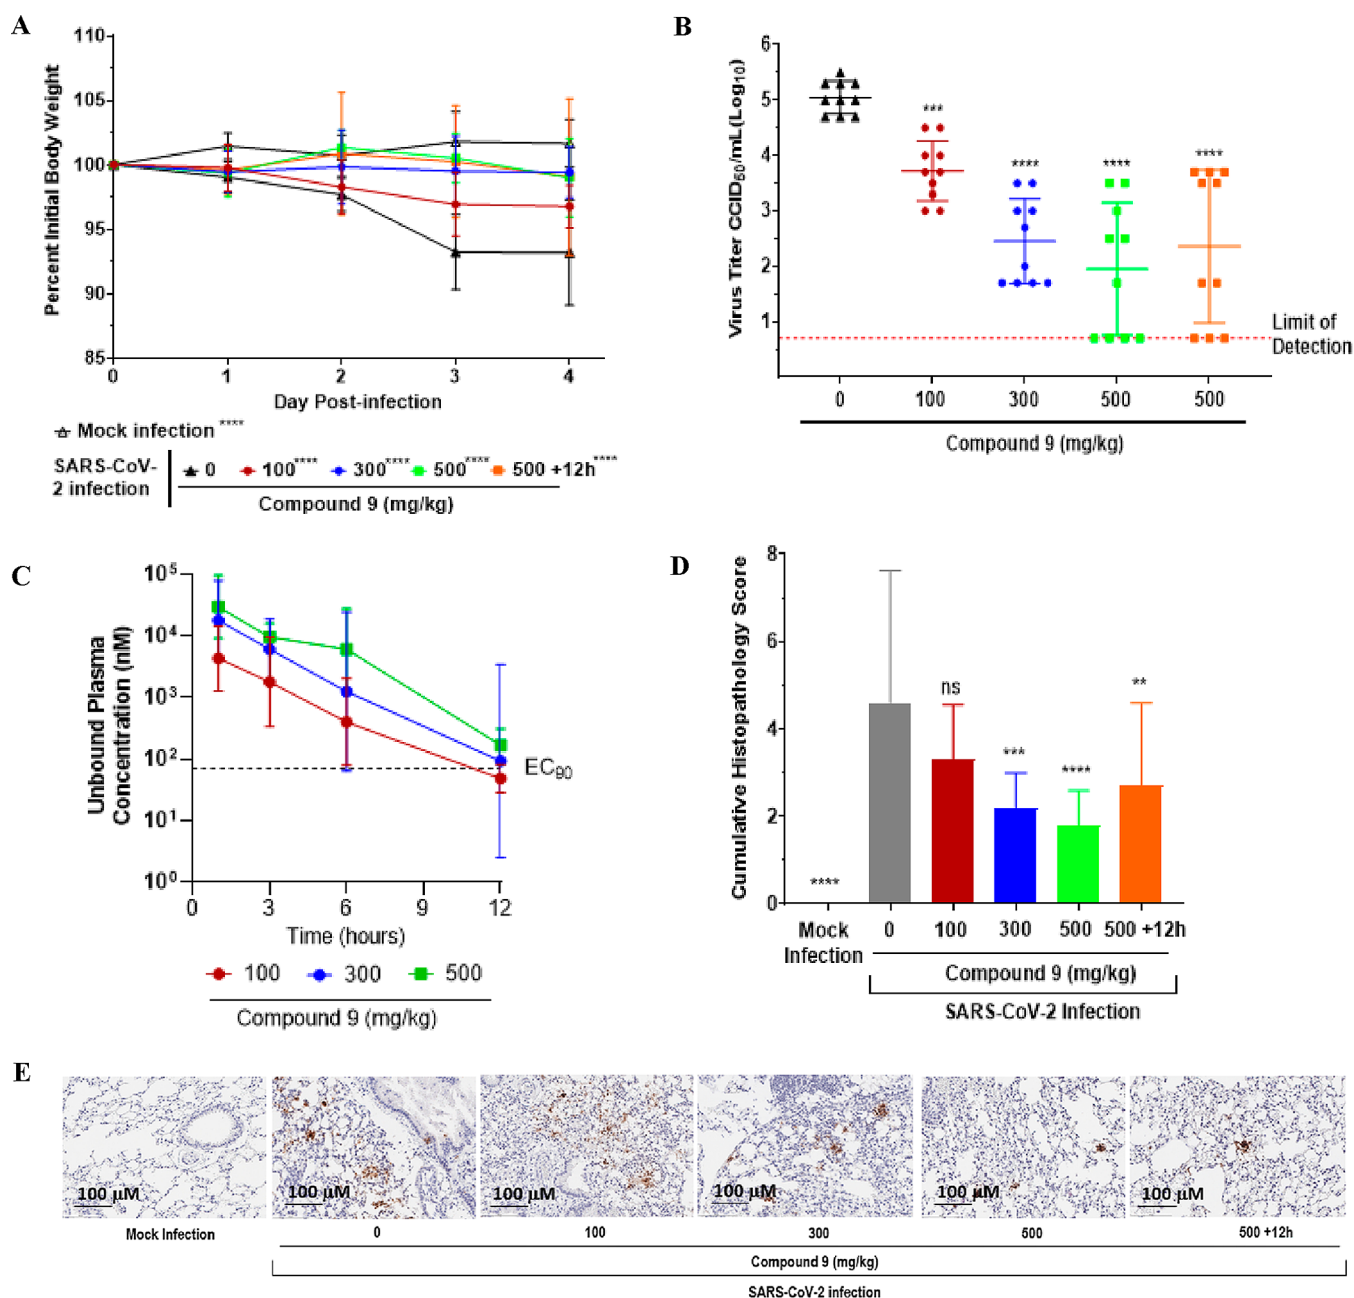 A
Percent Initial Body Weight
110
105
100
95
90
85
0 1 2 3 4
Day Post-infection
Mock infection ****
SARS-CoV-
2 infection
0 100**** 300**** 500**** 500 +12h****
Compound 9 (mg/kg)
B
Virus Titer CCID50/mL(Log10)
6
5
4
3
2
1
*** **** **** ****
Limit of
Detection
0 100 300 500 500
Compound 9 (mg/kg)
C
Unbound Plasma
Concentration (nM)
10^5
10^4
10^3
10^2
10^1
10^0
EC90
0 3 6 9 12
Time (hours)
100 300 500
Compound 9 (mg/kg)
D
Cumulative Histopathology Score
8
6
4
2
0
**** ns *** **** **
Mock
Infection
0 100 300 500 500 +12h
Compound 9 (mg/kg)
SARS-CoV-2 Infection
E
100 µM 100 µM 100 µM 100 µM 100 µM 100 µM
Mock Infection 0 100 300 500 500 +12h
Compound 9 (mg/kg)
SARS-CoV-2 infection